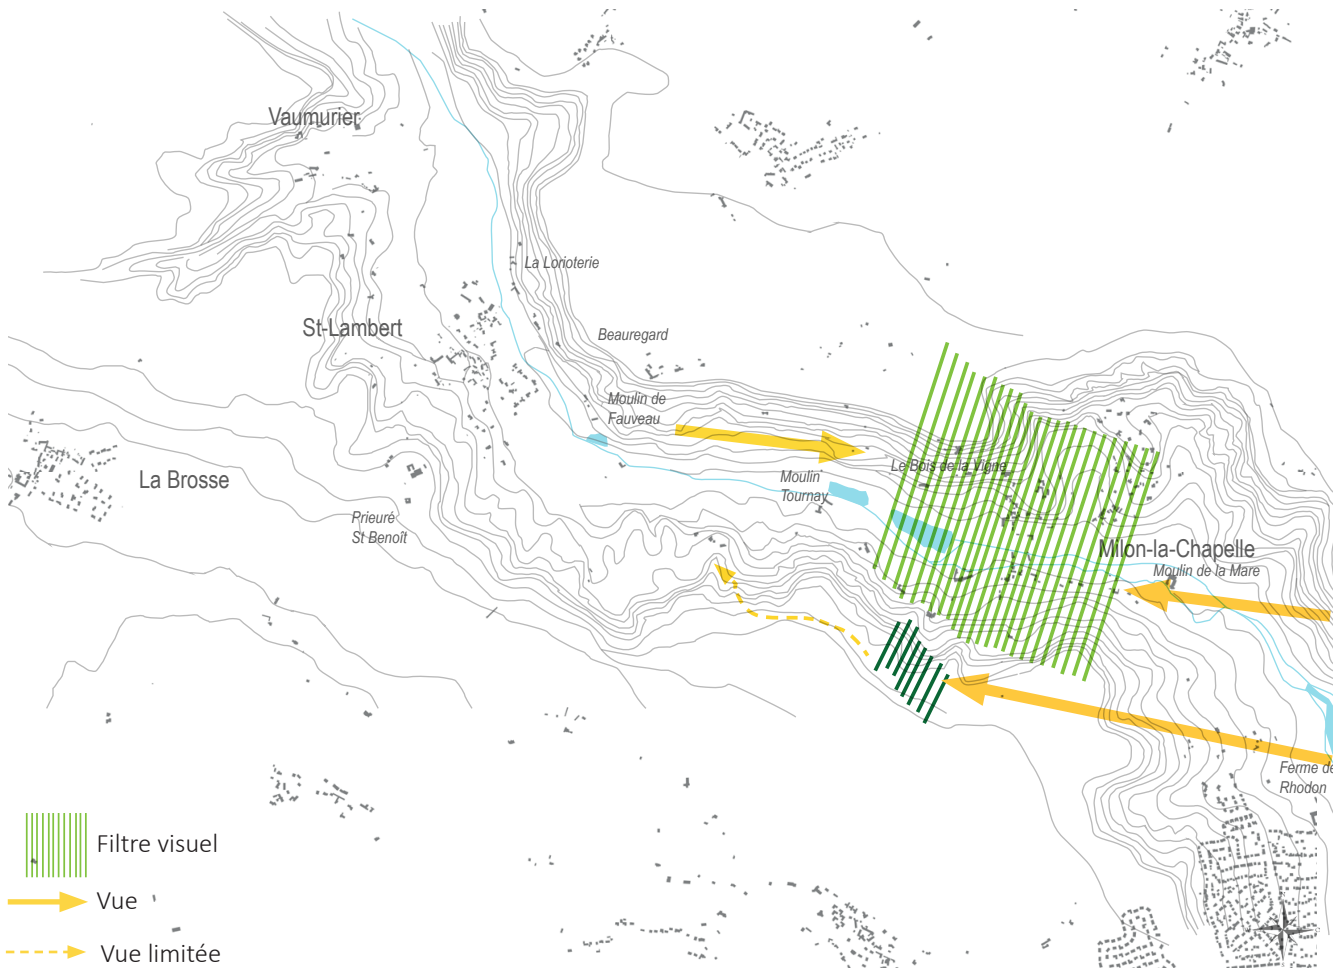 Vaumurier
La Lorioterie
St-Lambert
Beauregard
Moulin de
Fauveau
Le Bois de la Vigne
La Brosse
Moulin
Tournay
Prieuré
St Benoît
Milon-la-Chapelle
Moulin de la Mare
Ferme de
Rhodon
Filtre visuel
Vue
Vue limitée